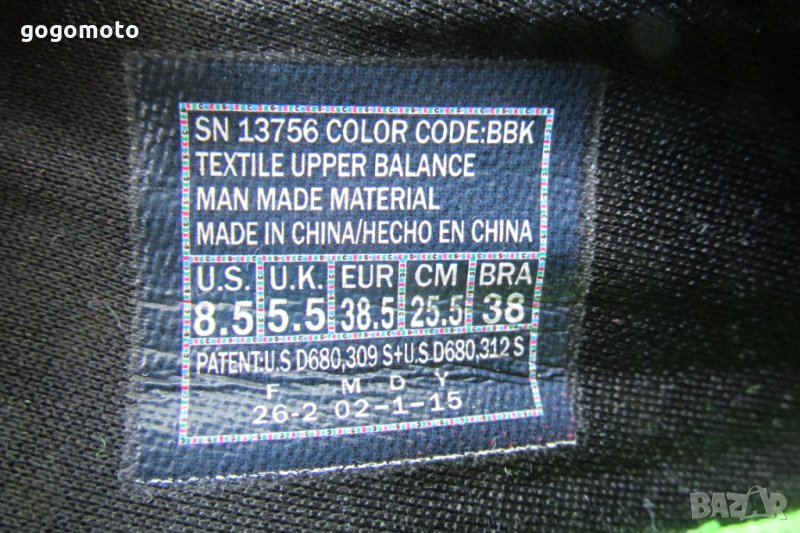 gogomoto
SN 13756 COLOR CODE:BBK
TEXTILE UPPER BALANCE
MAN MADE MATERIAL
MADE IN CHINA/HECHO EN CHINA
U.S. U.K. EUR CM BRA
8.5 5.5 38.5 25.5 38
PATENT:U.S D680,309 S+U.S.D680,312 S
F M D Y
26-2 02-1-15
BAZAR